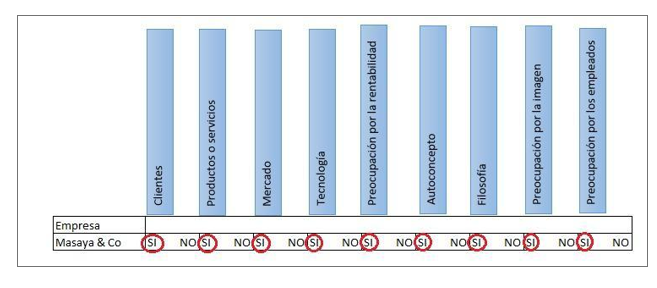 Clientes
Productos o servicios
Mercado
Tecnología
Preocupación por la rentabilidad
Autoconcepto
Filosofía
Preocupación por la imagen
Preocupación por los empleados
Empresa
Masaya & Co SI NO SI NO SI NO SI NO SI NO SI NO SI NO SI NO SI NO